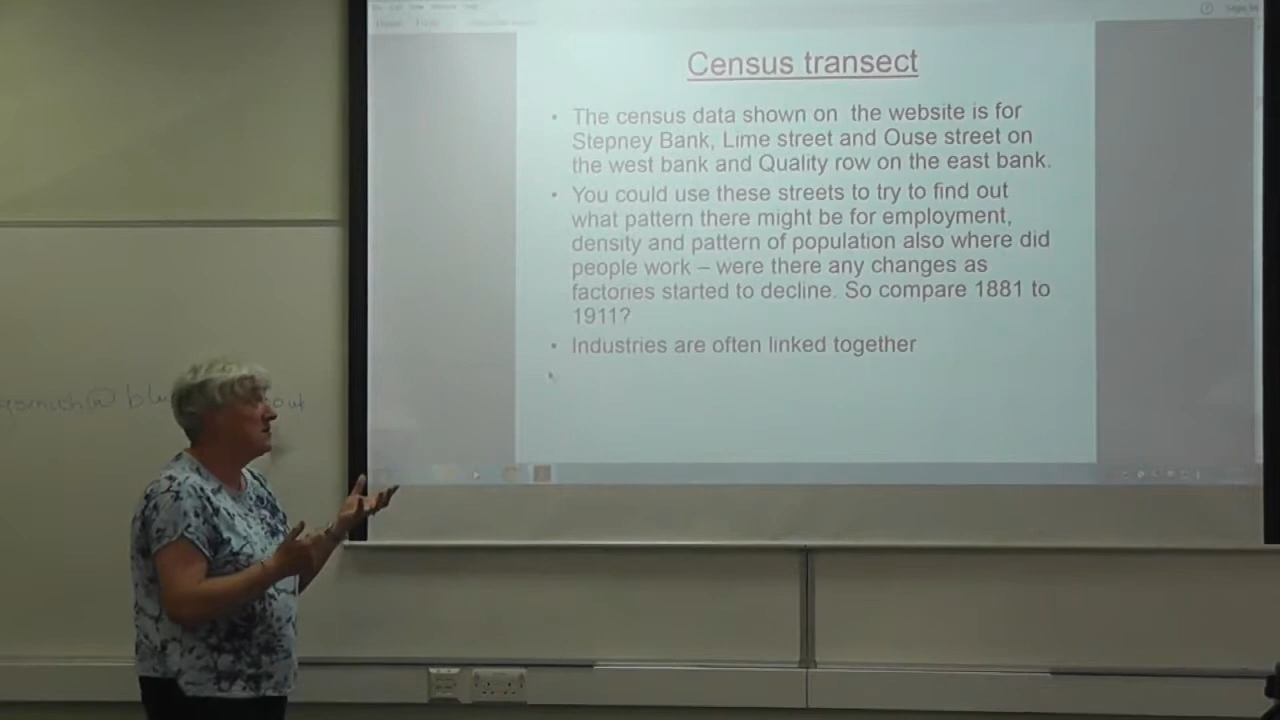 Census transect
• The census data shown on the website is for
Stepney Bank, Lime street and Ouse street on
the west bank and Quality row on the east bank.
• You could use these streets to try to find out
what pattern there might be for employment,
density and pattern of population also where did
people work – were there any changes as
factories started to decline. So compare 1881 to
1911?
• Industries are often linked together